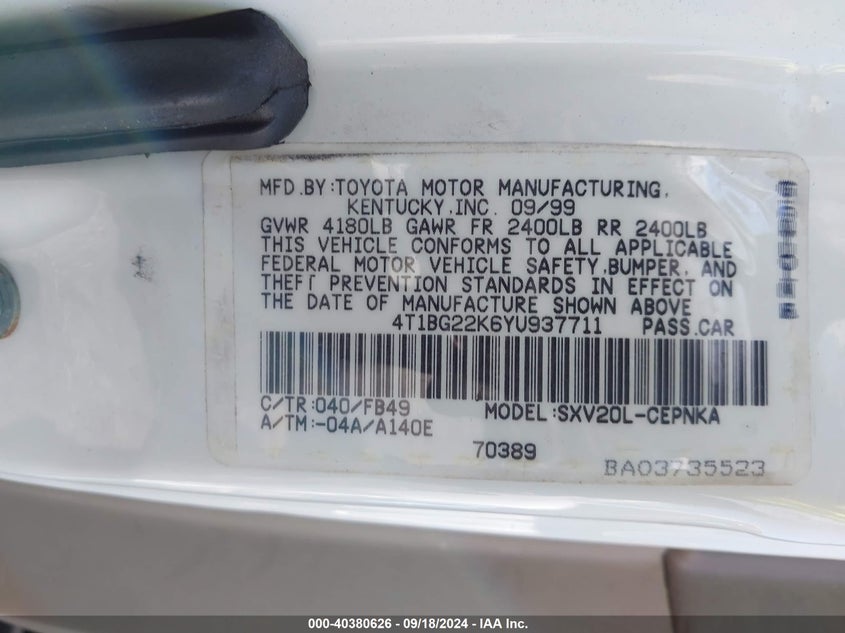 MFD.BY:TOYOTA MOTOR MANUFACTURING,
KENTUCKY,INC. 09/99
GVWR 4180LB GAWR FR 2400LB RR 2400LB
THIS VEHICLE CONFORMS TO ALL APPLICABLE
FEDERAL MOTOR VEHICLE SAFETY,BUMPER, AND
THEFT PREVENTION STANDARDS IN EFFECT ON
THE DATE OF MANUFACTURE SHOWN ABOVE
4T1BG22K6YU937711 PASS.CAR
C/TR:040/FB49 MODEL:SXV20L-CEPNKA
A/TM:-04A/A140E
70389
BA03735523
000-40380626 - 09/18/2024 - IAA Inc.